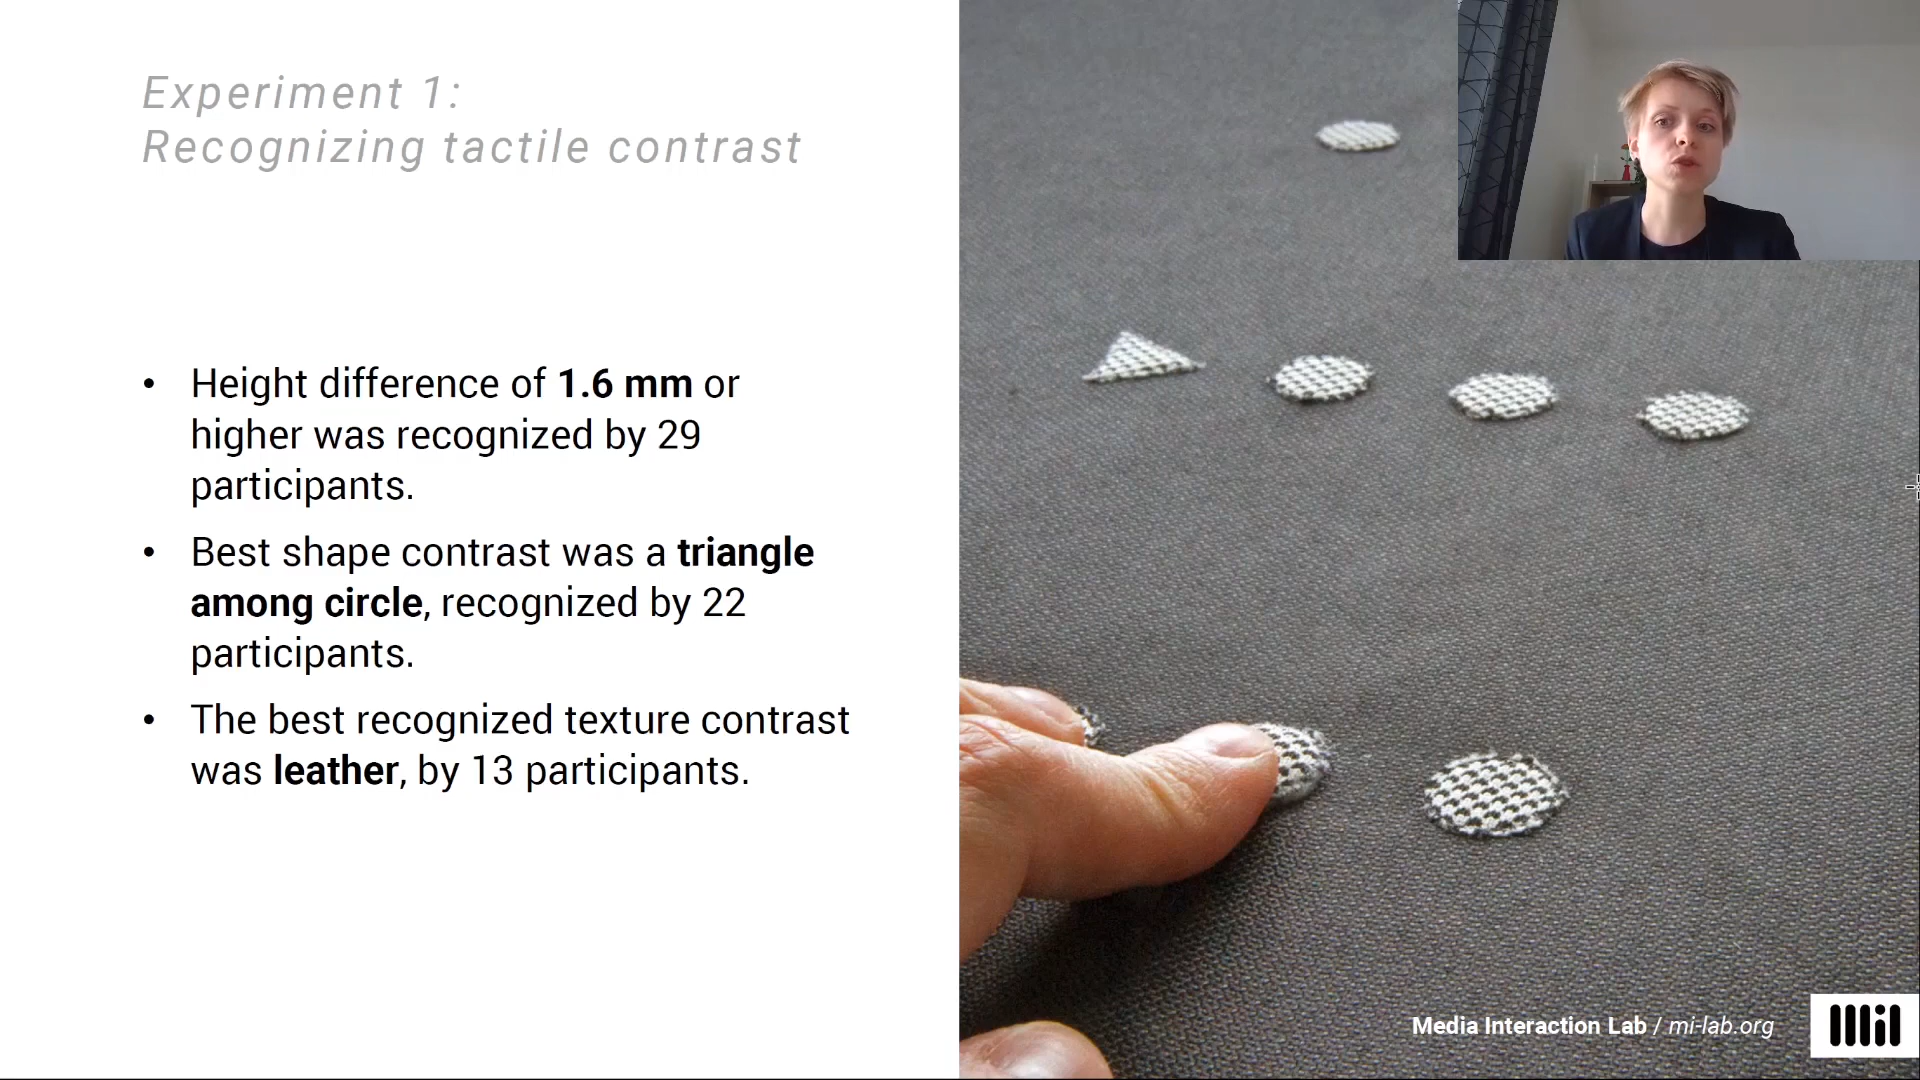 Experiment 1:
Recognizing tactile contrast
• Height difference of 1.6 mm or
higher was recognized by 29
participants.
• Best shape contrast was a triangle
among circle, recognized by 22
participants.
• The best recognized texture contrast
was leather, by 13 participants.
Media Interaction Lab / mi-lab.org
mil